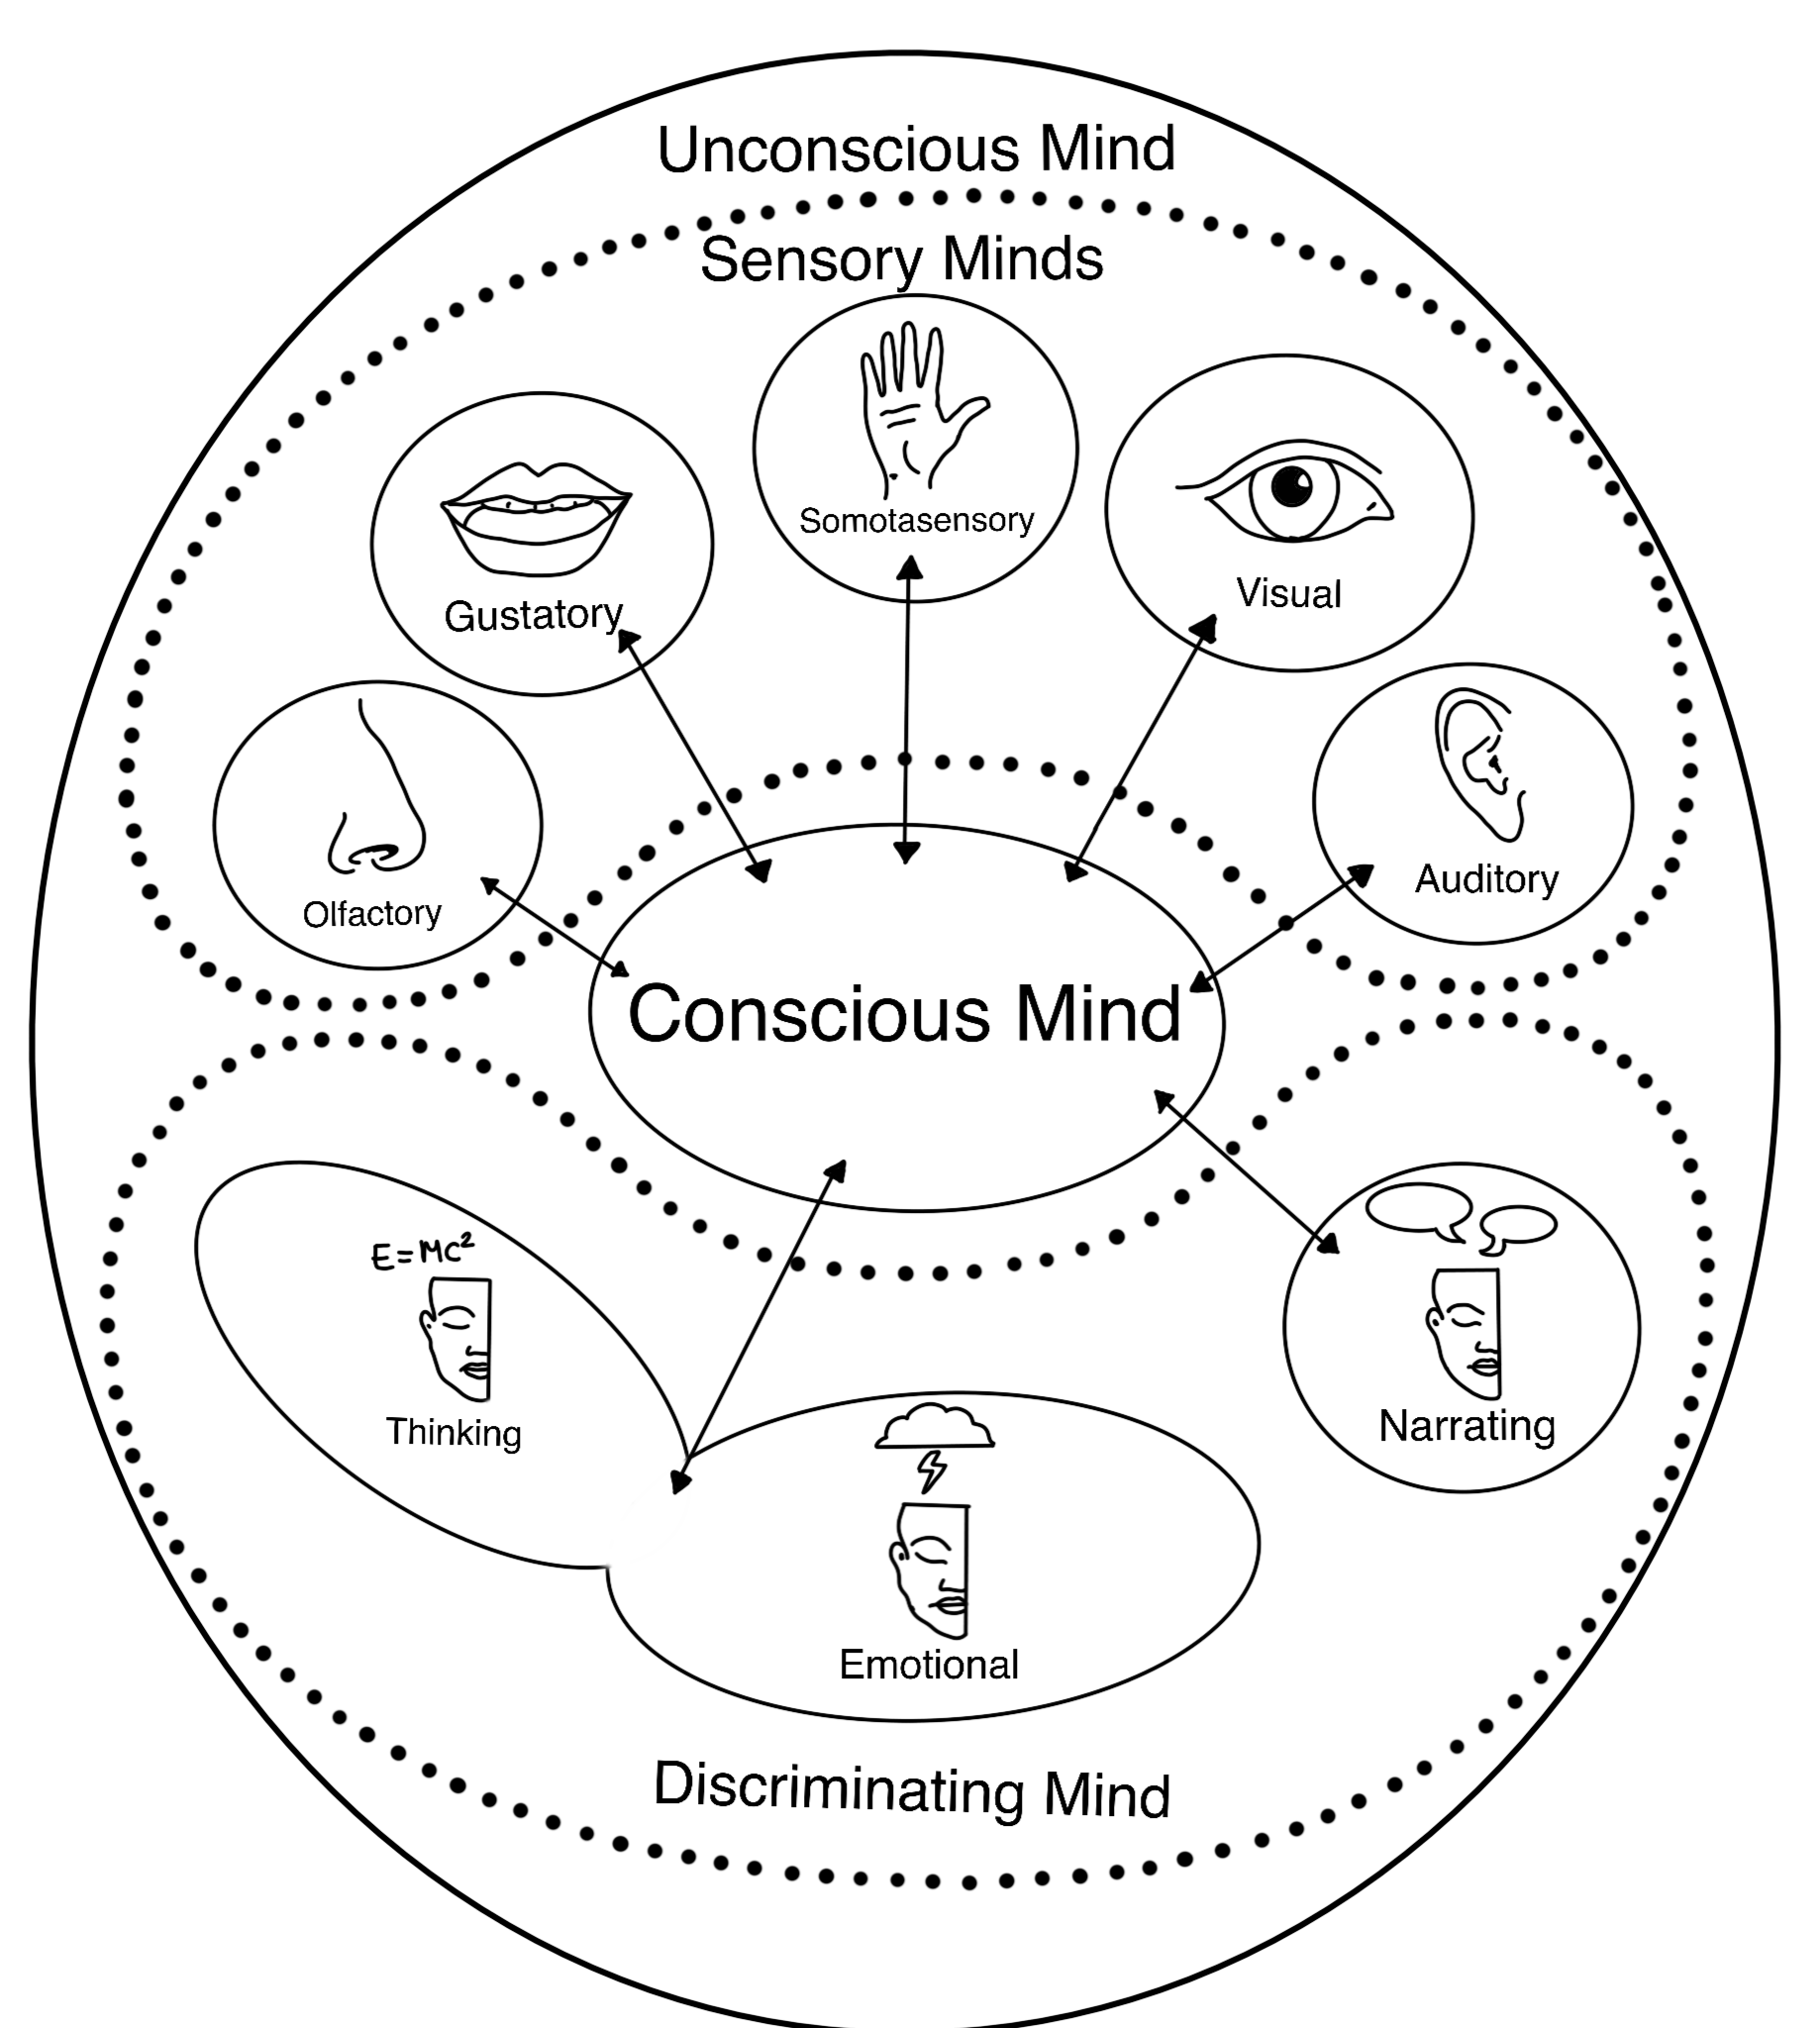 Unconscious Mind
Sensory Minds
Somotasensory
Gustatory
Visual
Auditory
Olfactory
Conscious Mind
E=MC²
Thinking
Narrating
Emotional
Discriminating Mind